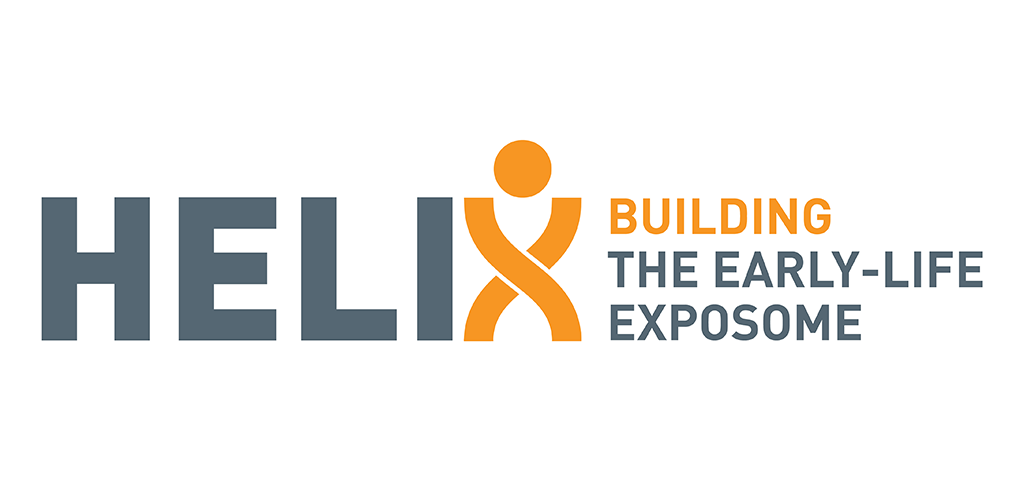 HELIX
BUILDING
THE EARLY-LIFE
EXPOSOME